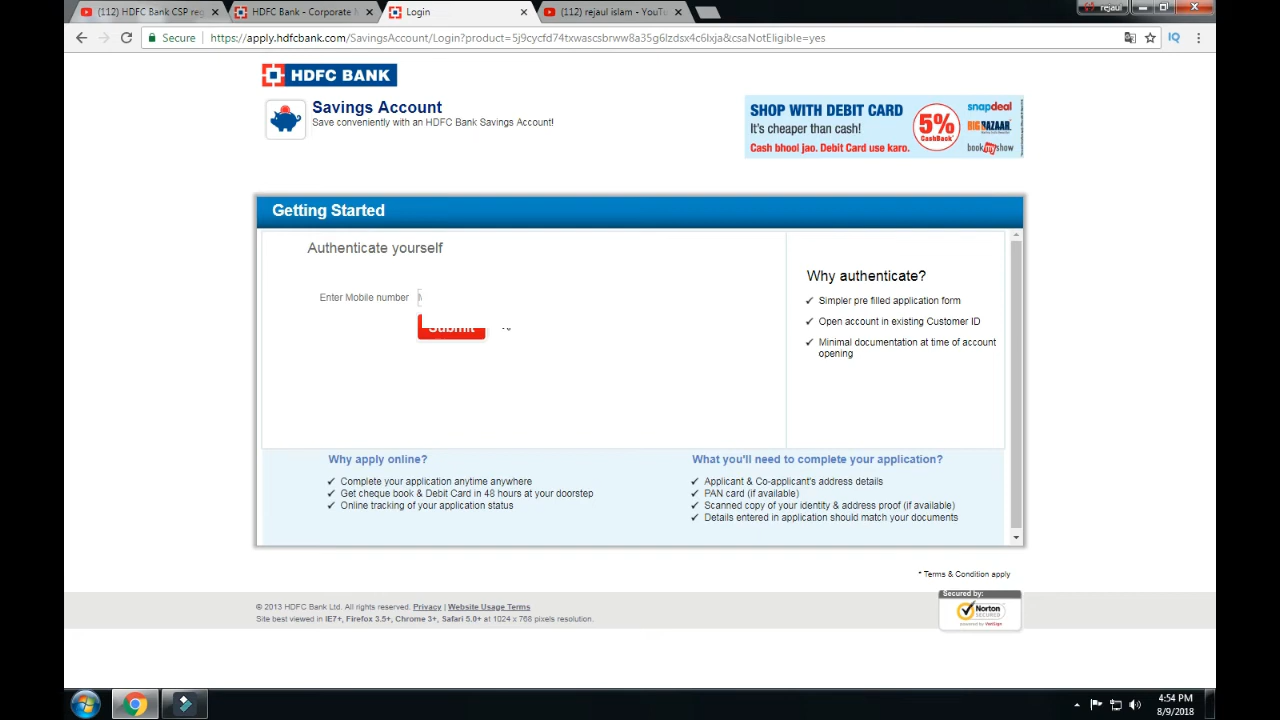 (112) HDFC Bank CSP reg
HDFC Bank - Corporate M
Login
(112) rejaul islam - YouTu
rejaul
Secure
https://apply.hdfcbank.com/SavingsAccount/Login?product=5j9cycfd74txwascsbrww8a35g6lzdsx4c6lxja&csaNotEligible=yes
IQ
HDFC BANK
Savings Account
Save conveniently with an HDFC Bank Savings Account!
SHOP WITH DEBIT CARD
It's cheaper than cash!
Cash bhool jao. Debit Card use karo.
5%
CashBack*
snapdeal
BIG BAZAAR
bookmyshow
Getting Started
Authenticate yourself
Enter Mobile number
Submit
Why authenticate?
✓ Simpler pre filled application form
✓ Open account in existing Customer ID
✓ Minimal documentation at time of account
opening
Why apply online?
✓ Complete your application anytime anywhere
✓ Get cheque book & Debit Card in 48 hours at your doorstep
✓ Online tracking of your application status
What you'll need to complete your application?
✓ Applicant & Co-applicant's address details
✓ PAN card (if available)
✓ Scanned copy of your identity & address proof (if available)
✓ Details entered in application should match your documents
* Terms & Condition apply
© 2013 HDFC Bank Ltd. All rights reserved. Privacy | Website Usage Terms
Site best viewed in IE7+, Firefox 3.5+, Chrome 3+, Safari 5.0+ at 1024 x 768 pixels resolution.
Secured by:
Norton
SECURED
powered by VeriSign
4:54 PM
8/9/2018